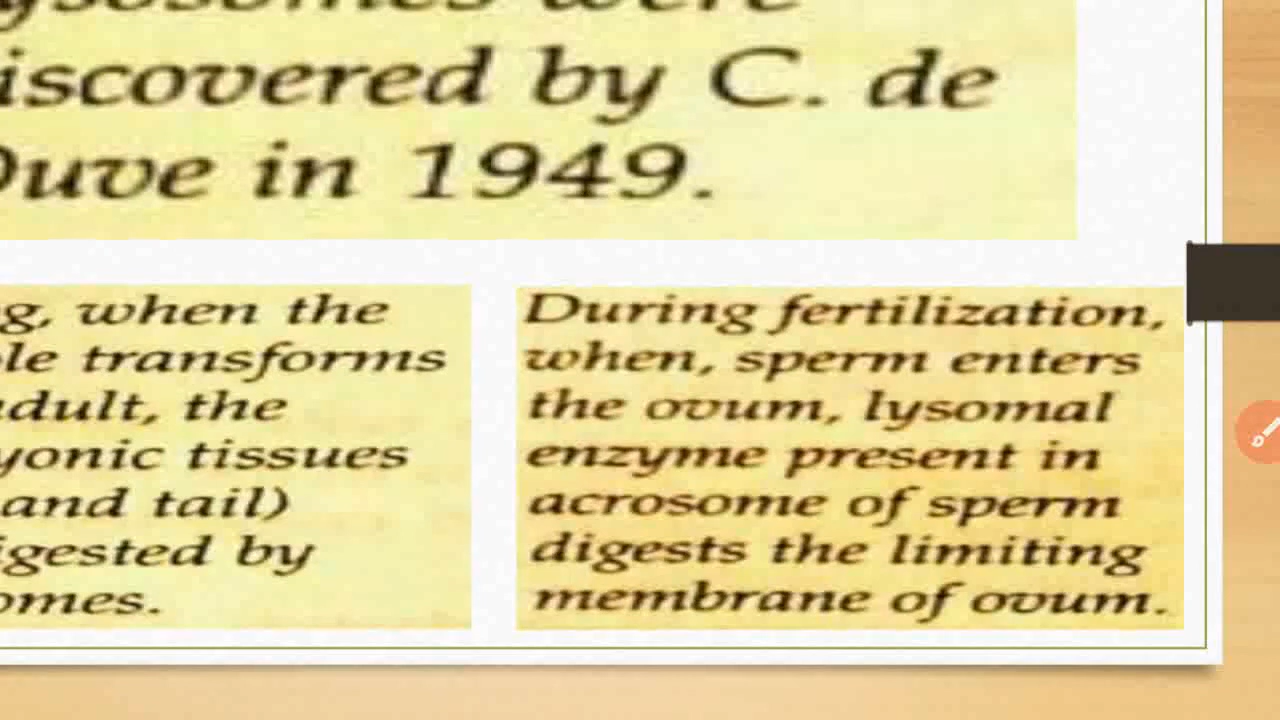 were
iscovered by C. de
Duve in 1949.
g, when the
le transforms
dult, the
yonic tissues
and tail)
igested by
omes.
During fertilization,
when, sperm enters
the ovum, lysomal
enzyme present in
acrosome of sperm
digests the limiting
membrane of ovum.